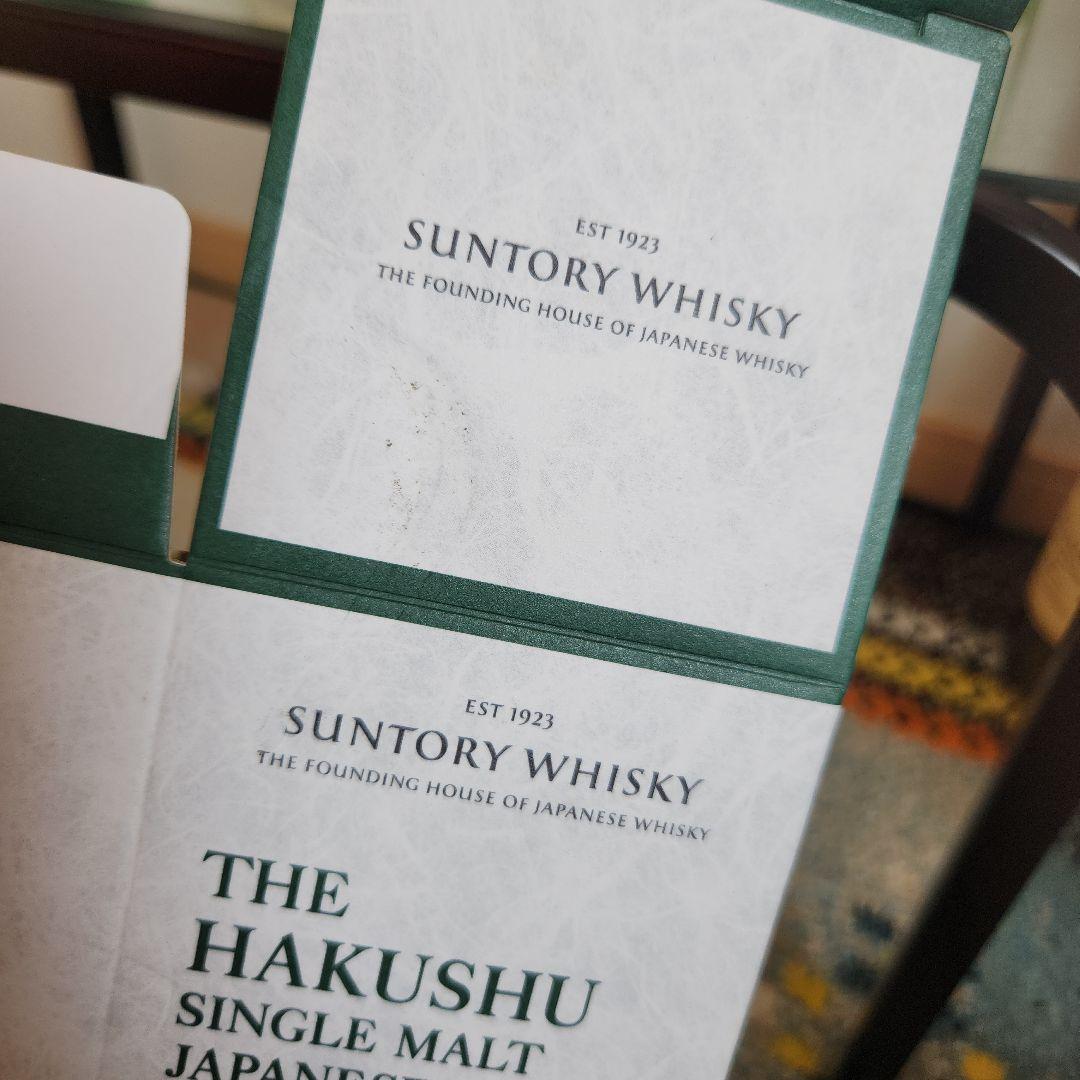 EST 1923
SUNTORY WHISKY
THE FOUNDING HOUSE OF JAPANESE WHISKY
EST 1923
SUNTORY WHISKY
THE FOUNDING HOUSE OF JAPANESE WHISKY
THE
HAKUSHU
SINGLE MALT
JAPANESE